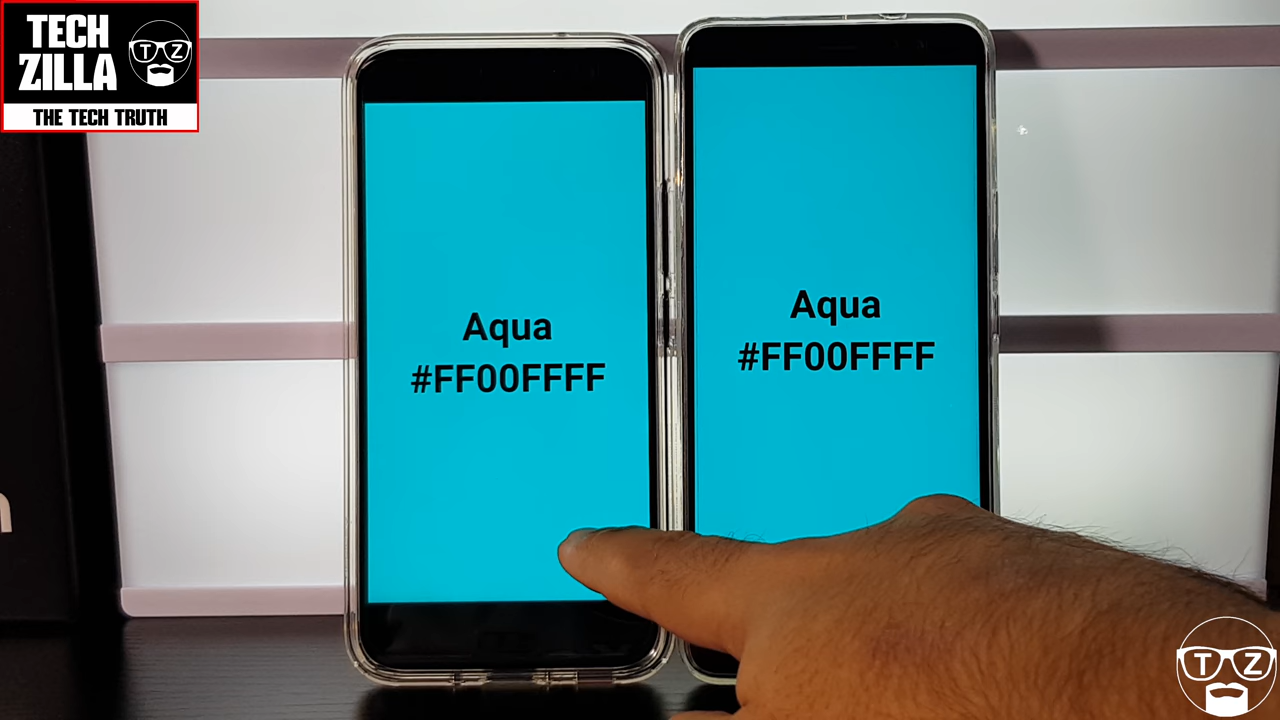 TECH
ZILLA
T Z
THE TECH TRUTH
Aqua
#FF00FFFF
Aqua
#FF00FFFF
n
T Z